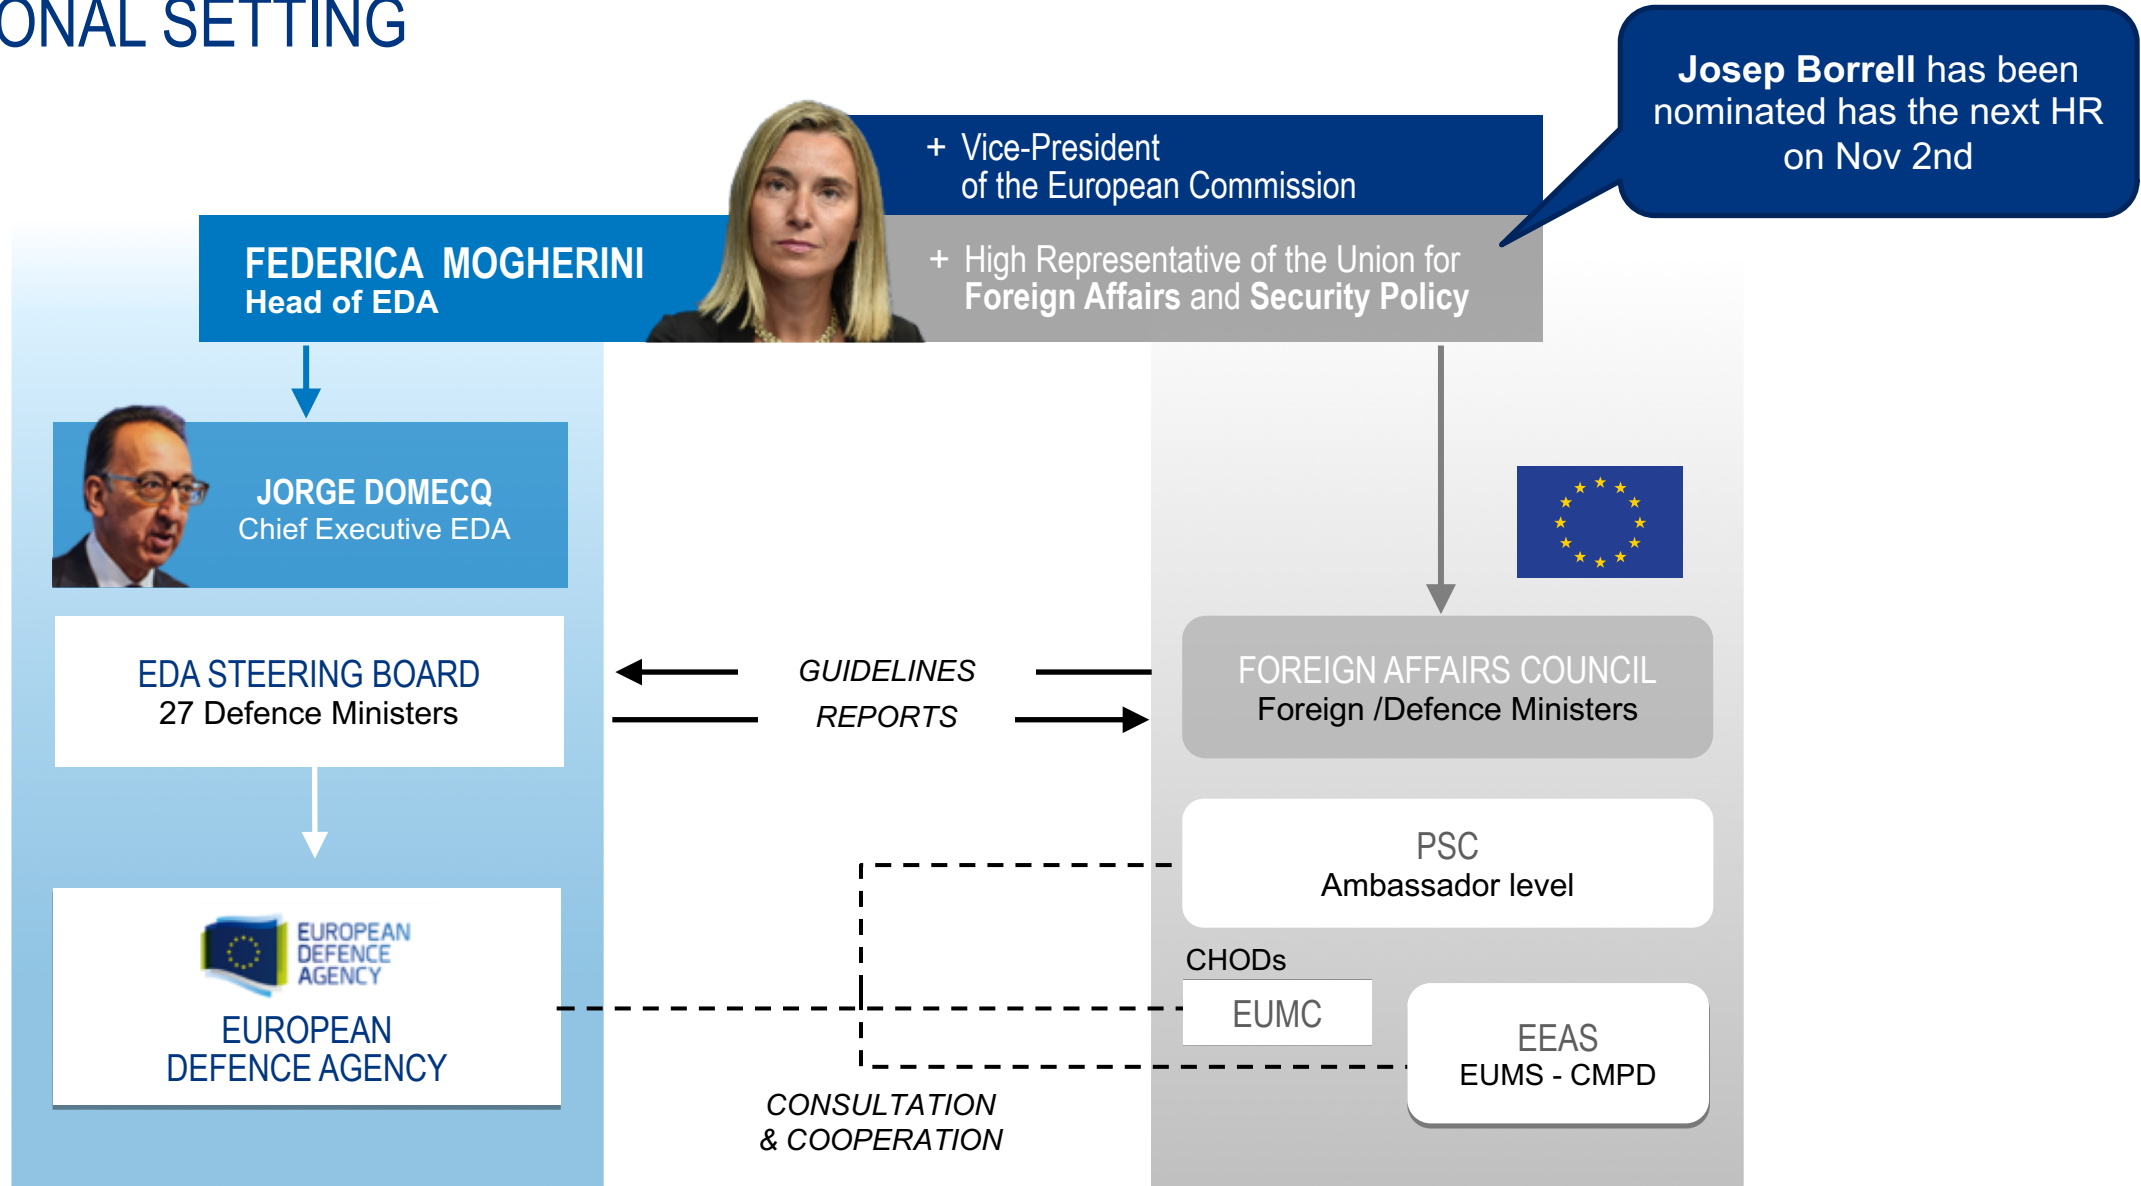 ONAL SETTING
Josep Borrell has been
nominated has the next HR
on Nov 2nd
+ Vice-President
of the European Commission
FEDERICA MOGHERINI
Head of EDA
+ High Representative of the Union for
Foreign Affairs and Security Policy
JORGE DOMECQ
Chief Executive EDA
EDA STEERING BOARD
27 Defence Ministers
GUIDELINES
REPORTS
FOREIGN AFFAIRS COUNCIL
Foreign /Defence Ministers
PSC
Ambassador level
CHODs
EUMC
EEAS
EUMS - CMPD
EUROPEAN
DEFENCE
AGENCY
EUROPEAN
DEFENCE AGENCY
CONSULTATION
& COOPERATION